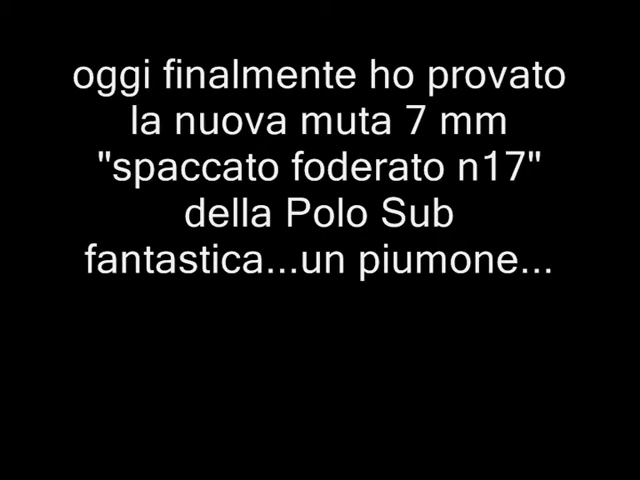 oggi finalmente ho provato
la nuova muta 7 mm
"spaccato foderato n17"
della Polo Sub
fantastica...un piumone...